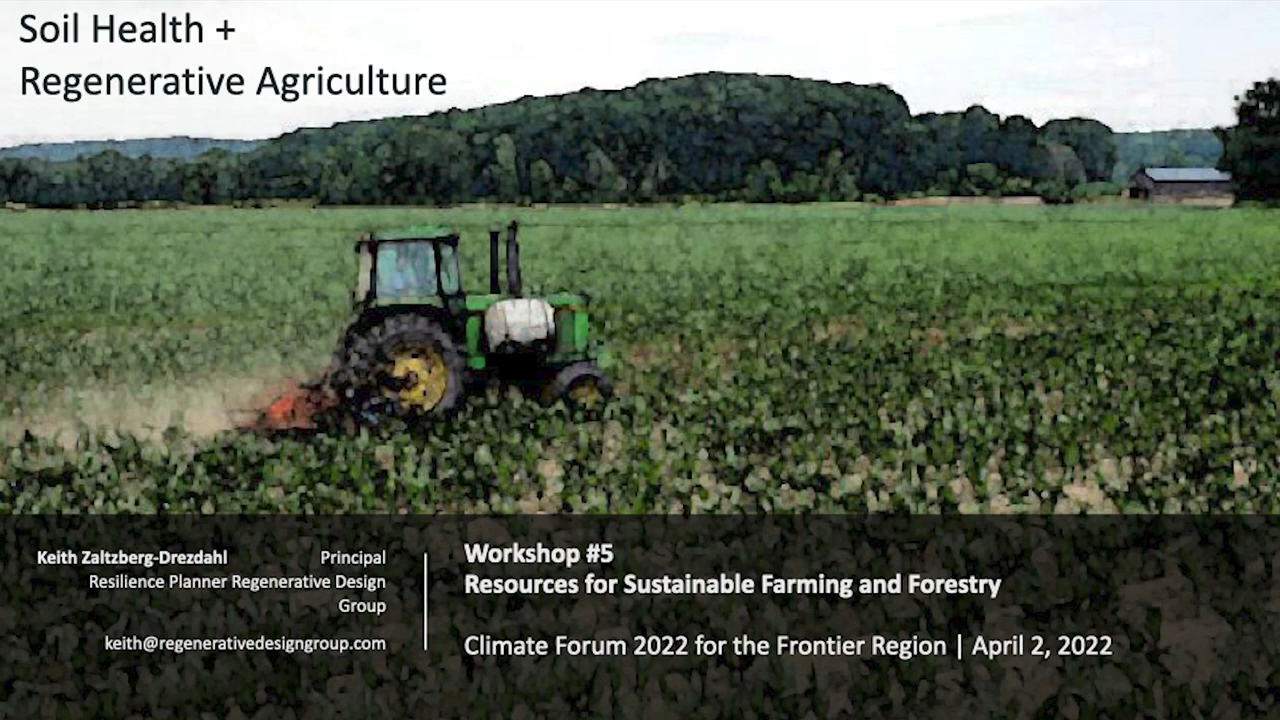 Soil Health +
Regenerative Agriculture
Keith Zaltzberg-Drezdahl Principal
Resilience Planner Regenerative Design
Group
keith@regenerativedesigngroup.com
Workshop #5
Resources for Sustainable Farming and Forestry
Climate Forum 2022 for the Frontier Region | April 2, 2022